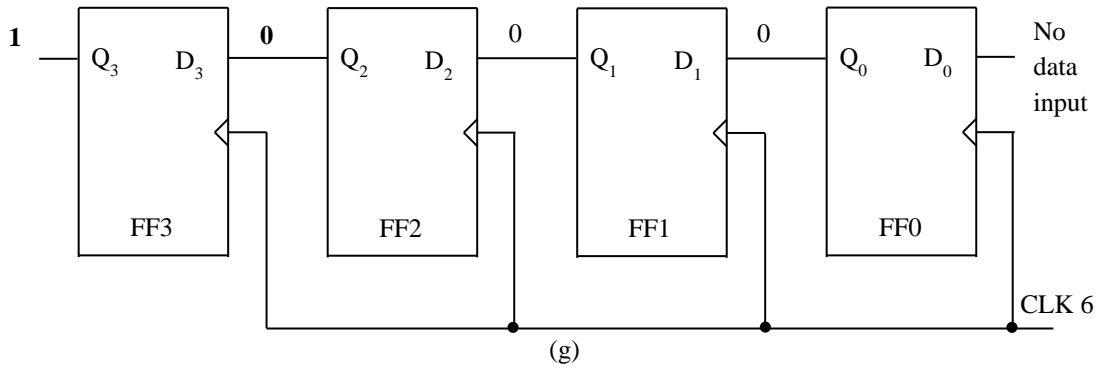 1 0 0 0 No
Q3 D3 Q2 D2 Q1 D1 Q0 D0 data
input
FF3 FF2 FF1 FF0
CLK 6
(g)